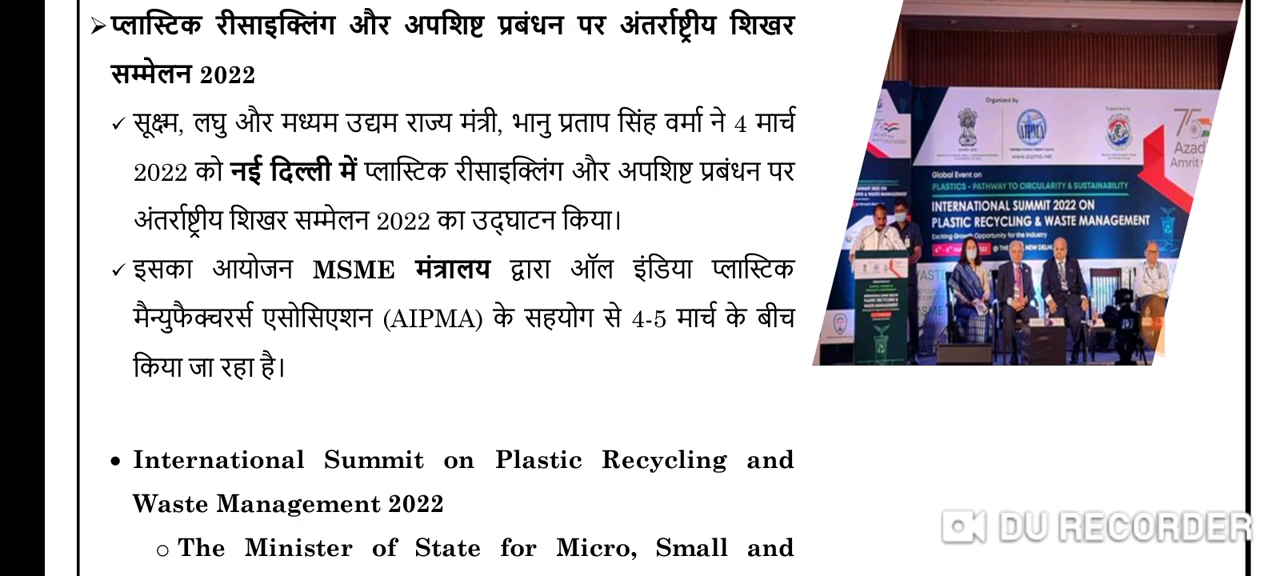 ➢ प्लास्टिक रीसाइक्लिंग और अपशिष्ट प्रबंधन पर अंतर्राष्ट्रीय शिखर
सम्मेलन 2022
✓ सूक्ष्म, लघु और मध्यम उद्यम राज्य मंत्री, भानु प्रताप सिंह वर्मा ने 4 मार्च
2022 को नई दिल्ली में प्लास्टिक रीसाइक्लिंग और अपशिष्ट प्रबंधन पर
अंतर्राष्ट्रीय शिखर सम्मेलन 2022 का उद्घाटन किया।
✓ इसका आयोजन MSME मंत्रालय द्वारा ऑल इंडिया प्लास्टिक
मैन्युफैक्चरर्स एसोसिएशन (AIPMA) के सहयोग से 4-5 मार्च के बीच
किया जा रहा है।
• International Summit on Plastic Recycling and
Waste Management 2022
○ The Minister of State for Micro, Small and
Organized by
AIPMA
www.aipma.net
75
Azadi
Amrit
Global Event on
PLASTICS - PATHWAY TO CIRCULARITY & SUSTAINABILITY
INTERNATIONAL SUMMIT 2022 ON
PLASTIC RECYCLING & WASTE MANAGEMENT
Exciting Growth Opportunity for the Industry
NEW DELHI
DU RECORDER